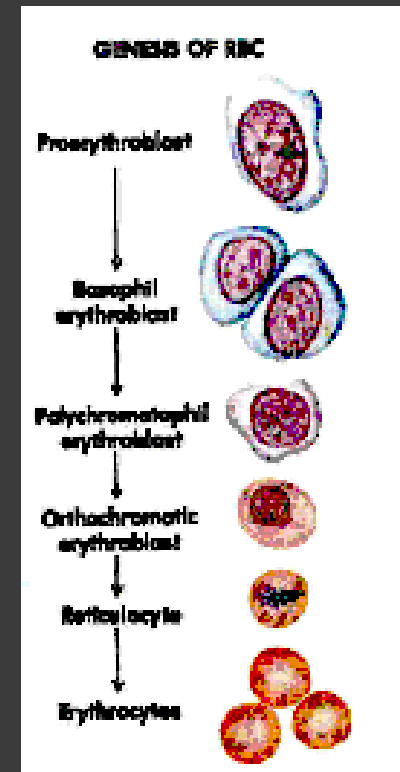 GENESIS OF RBC
Proerythroblast
Basophil
erythroblast
Polychromatophil
erythroblast
Orthochromatic
erythroblast
Reticulocyte
Erythrocytes